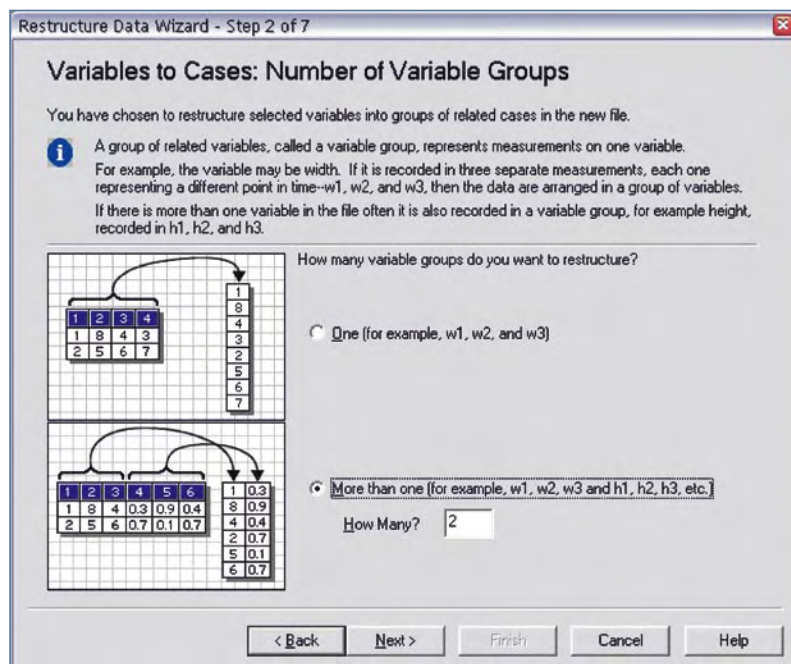 Restructure Data Wizard - Step 2 of 7
Variables to Cases: Number of Variable Groups
You have chosen to restructure selected variables into groups of related cases in the new file.
i
A group of related variables, called a variable group, represents measurements on one variable.
For example, the variable may be width. If it is recorded in three separate measurements, each one
representing a different point in time--w1, w2, and w3, then the data are arranged in a group of variables.
If there is more than one variable in the file often it is also recorded in a variable group, for example height,
recorded in h1, h2, and h3.
How many variable groups do you want to restructure?
1 2 3 4
1 8 4 3
2 5 6 7
1
8
4
3
2
5
6
7
One (for example, w1, w2, and w3)
1 2 3 4 5 6
1 8 4 0.3 0.9 0.4
2 5 6 0.7 0.1 0.7
1 0.3
8 0.9
4 0.4
2 0.7
5 0.1
6 0.7
More than one (for example, w1, w2, w3 and h1, h2, h3, etc.)
How Many? 2
< Back Next > Finish Cancel Help